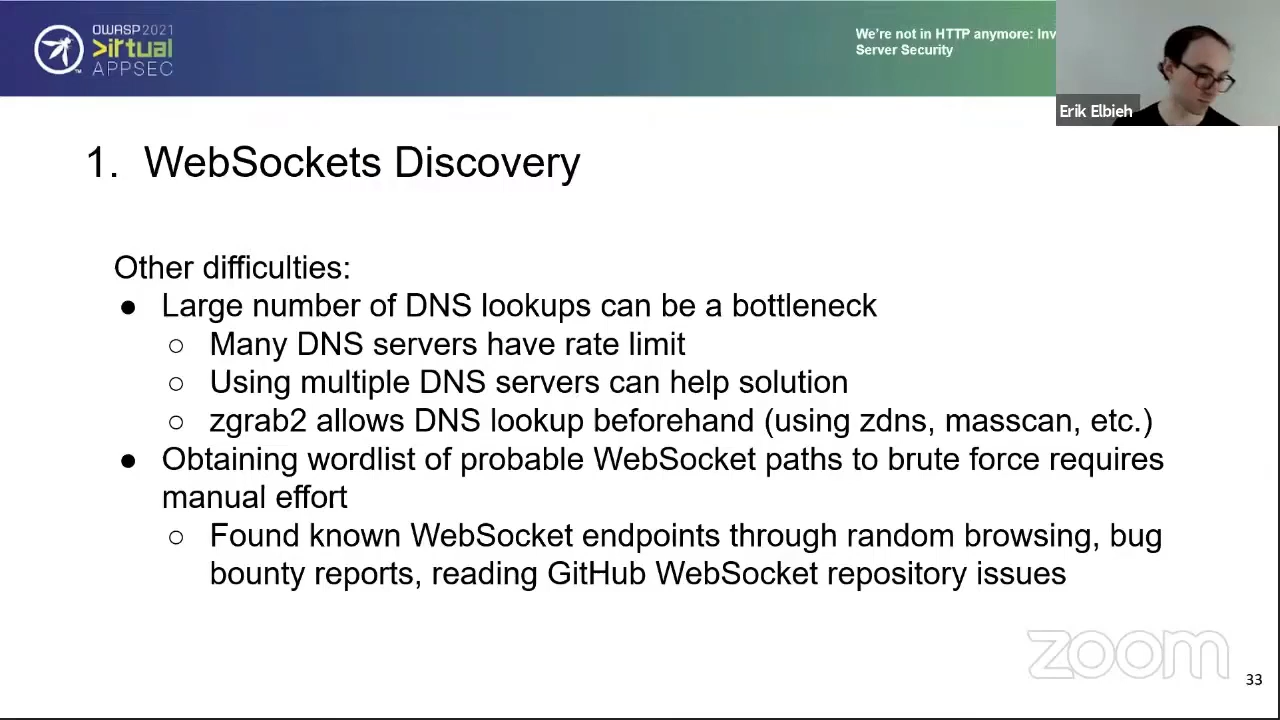 OWASP 2021
Virtual
APPSEC
We're not in HTTP anymore: Inv
Server Security
Erik Elbieh
1. WebSockets Discovery
Other difficulties:
● Large number of DNS lookups can be a bottleneck
○ Many DNS servers have rate limit
○ Using multiple DNS servers can help solution
○ zgrab2 allows DNS lookup beforehand (using zdns, masscan, etc.)
● Obtaining wordlist of probable WebSocket paths to brute force requires
manual effort
○ Found known WebSocket endpoints through random browsing, bug
bounty reports, reading GitHub WebSocket repository issues
zoom
33